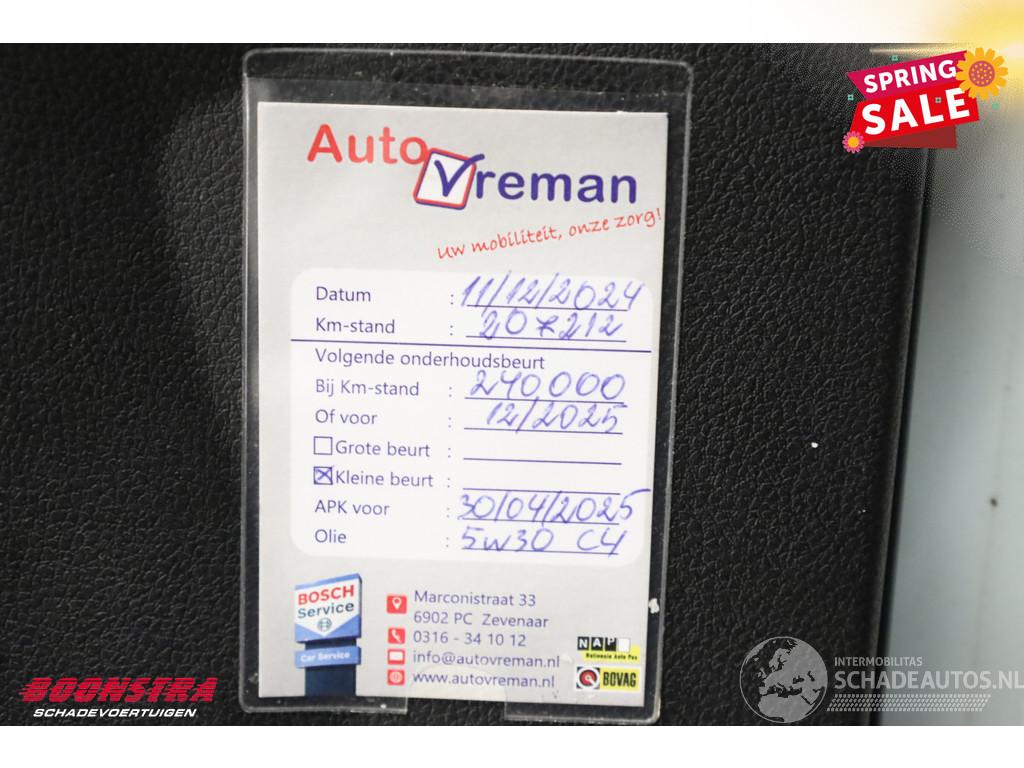 SPRING
SALE
Auto Vreman
Uw mobiliteit, onze zorg!
Datum : 11/12/2024
Km-stand : 207212
Volgende onderhoudsbeurt
Bij Km-stand : 240.000
Of voor : 12/2025
Grote beurt :
Kleine beurt :
APK voor : 30/04/2025
Olie : 5w30 C4
BOSCH
Service
Car Service
Marconistraat 33
6902 PC Zevenaar
0316 - 34 10 12
info@autovreman.nl
www.autovreman.nl
NAP
Nationale Auto Pas
BOVAG
BOONSTRA
SCHADEVOERTUIGEN
INTERMOBILITAS
SCHADEAUTOS.NL